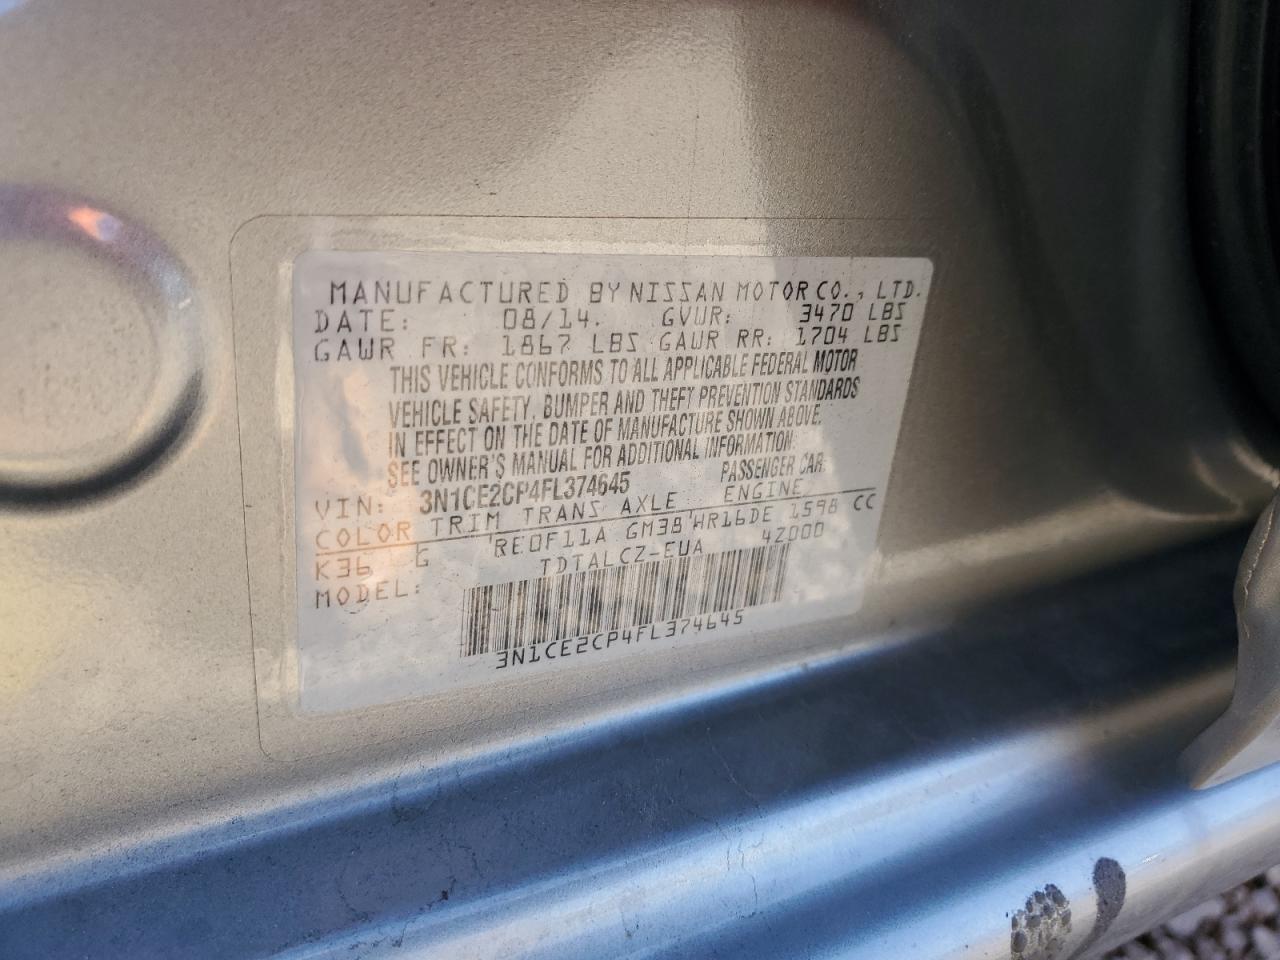 MANUFACTURED BY NISSAN MOTOR CO., LTD.
DATE: 08/14. GVWR: 3470 LBS
GAWR FR: 1867 LBS GAWR RR: 1704 LBS
THIS VEHICLE CONFORMS TO ALL APPLICABLE FEDERAL MOTOR
VEHICLE SAFETY, BUMPER AND THEFT PREVENTION STANDARDS
IN EFFECT ON THE DATE OF MANUFACTURE SHOWN ABOVE.
SEE OWNER'S MANUAL FOR ADDITIONAL INFORMATION.
VIN: 3N1CE2CP4FL374645 PASSENGER CAR
COLOR TRIM TRANS AXLE ENGINE
K36 G RE0F11A GM38 HR16DE 1598 CC
MODEL: TDTALCZ-EUA 42000
3N1CE2CP4FL374645